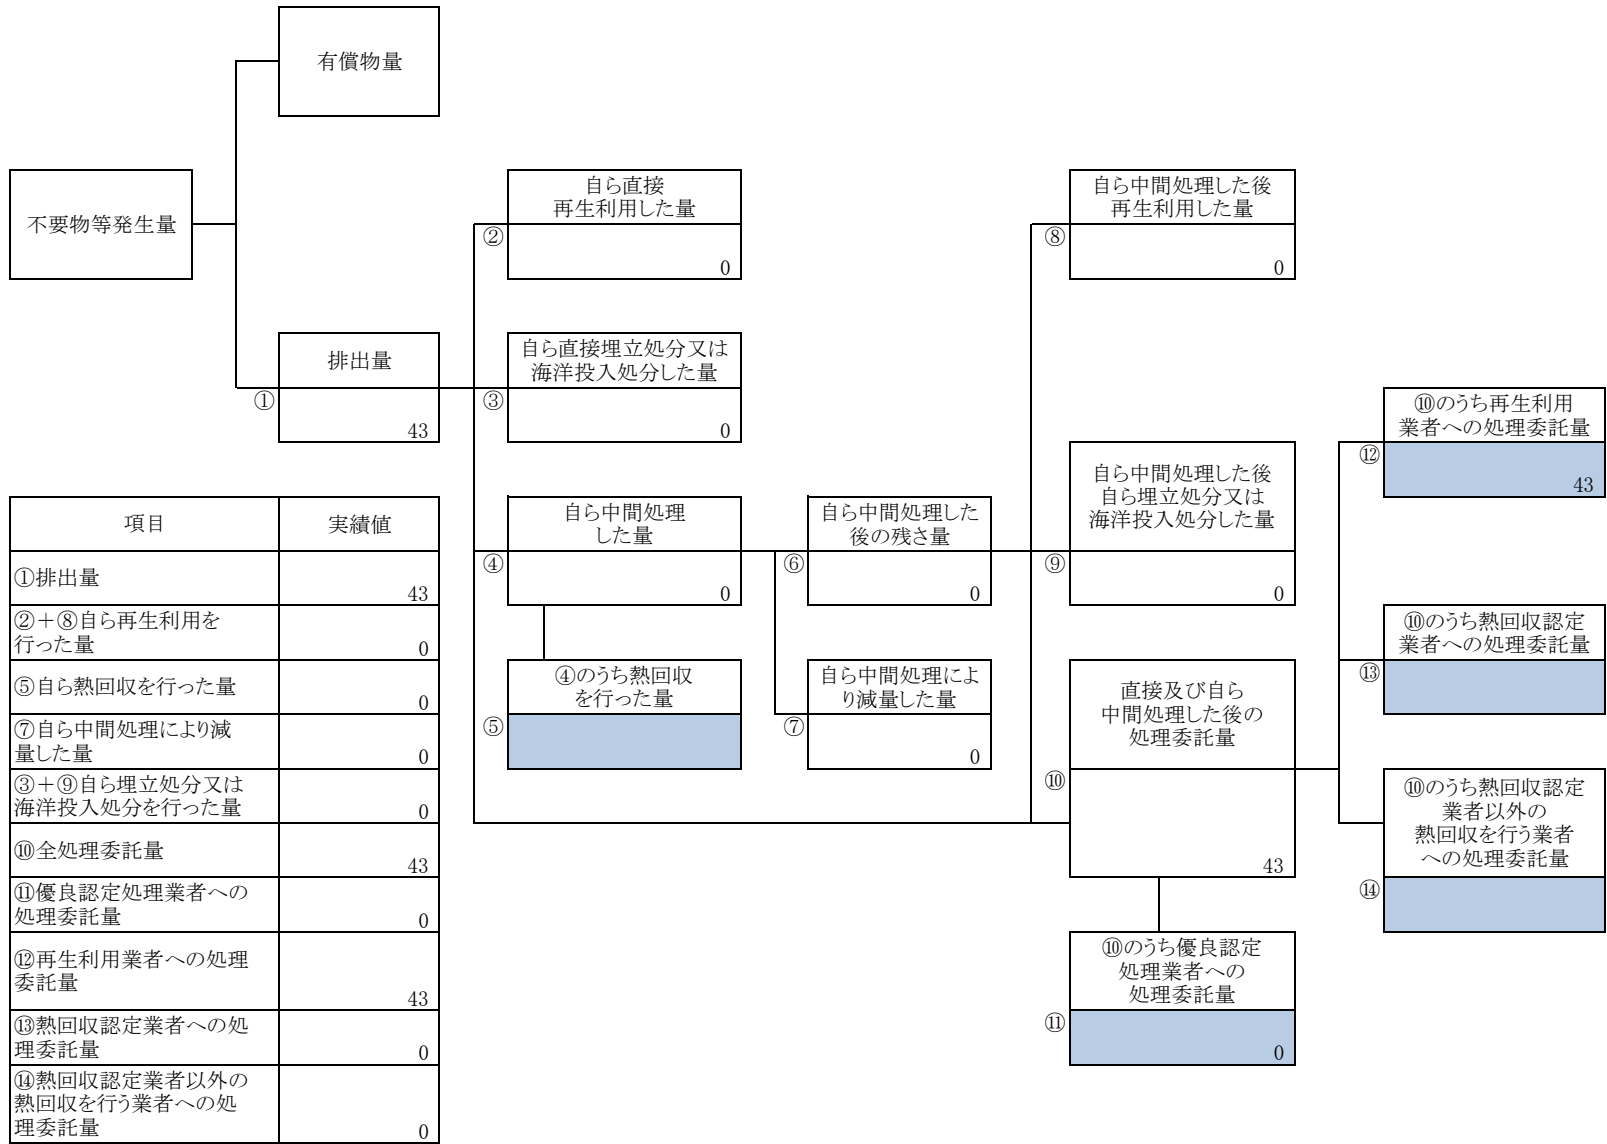 有償物量
不要物等発生量
自ら直接
再生利用した量
②
0
自ら中間処理した後
再生利用した量
⑧
0
排出量
①
43
自ら直接埋立処分又は
海洋投入処分した量
③
0
⑩のうち再生利用
業者への処理委託量
⑫
43
自ら中間処理
した量
④
0
自ら中間処理した
後の残さ量
⑥
0
自ら中間処理した後
自ら埋立処分又は
海洋投入処分した量
⑨
0
④のうち熱回収
を行った量
⑤
自ら中間処理によ
り減量した量
⑦
0
直接及び自ら
中間処理した後の
処理委託量
⑩
43
⑩のうち熱回収認定
業者への処理委託量
⑬
⑩のうち熱回収認定
業者以外の
熱回収を行う業者
への処理委託量
⑭
⑩のうち優良認定
処理業者への
処理委託量
⑪
0
項目 実績値
①排出量
43
②＋⑧自ら再生利用を
行った量
0
⑤自ら熱回収を行った量
0
⑦自ら中間処理により減
量した量
0
③＋⑨自ら埋立処分又は
海洋投入処分を行った量
0
⑩全処理委託量
43
⑪優良認定処理業者への
処理委託量
0
⑫再生利用業者への処理
委託量
43
⑬熱回収認定業者への処
理委託量
0
⑭熱回収認定業者以外の
熱回収を行う業者への処
理委託量
0